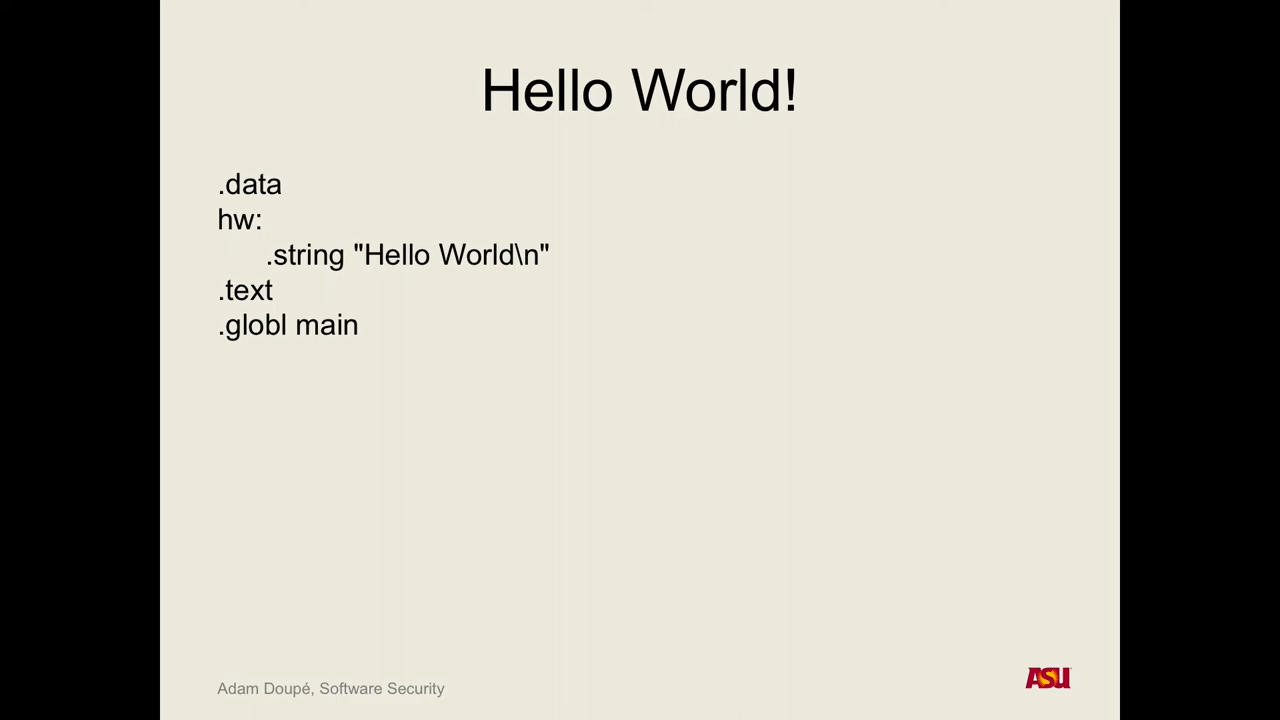 Hello World!
.data
hw:
.string "Hello World\n"
.text
.globl main
Adam Doupé, Software Security
ASU